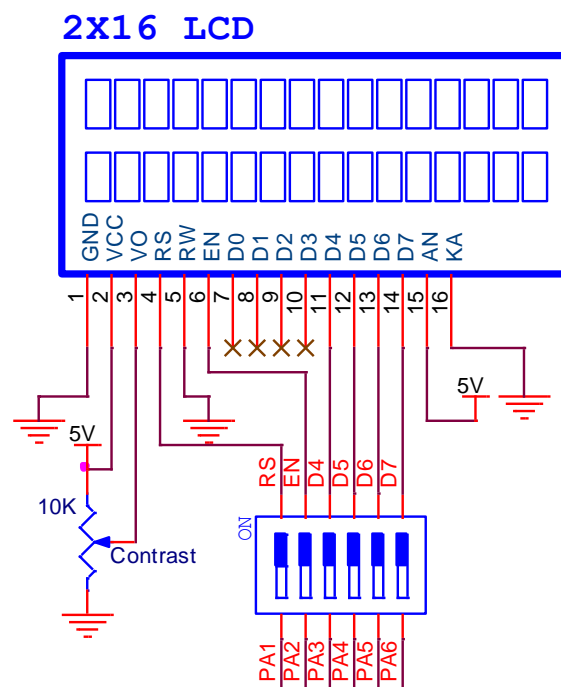 2X16 LCD
GND VCC VO RS RW EN D0 D1 D2 D3 D4 D5 D6 D7 AN KA
1 2 3 4 5 6 7 8 9 10 11 12 13 14 15 16
5V
5V
10K
Contrast
RS EN D4 D5 D6 D7
ON
PA1 PA2 PA3 PA4 PA5 PA6